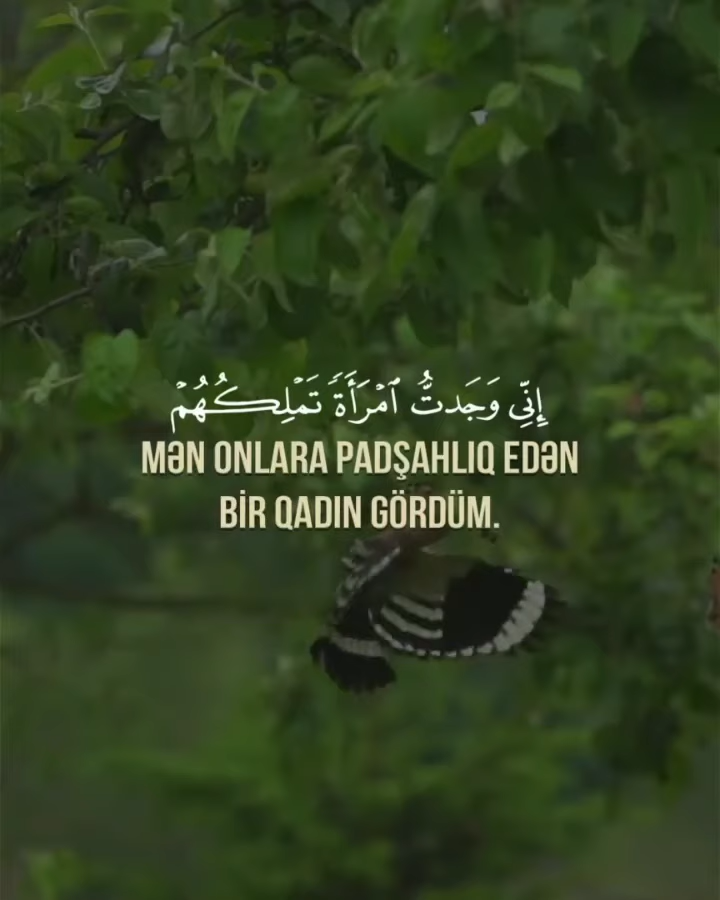 إِنِّي وَجَدتُّ ٱمْرَأَةً تَمْلِكُهُمْ
MƏN ONLARA PADŞAHLIQ EDƏN
BİR QADIN GÖRDÜM.